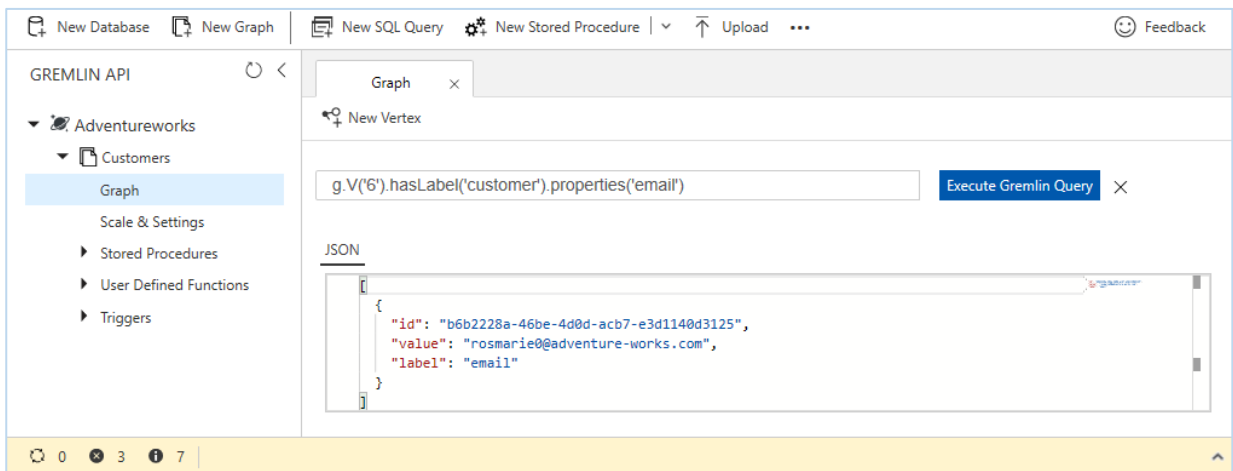 New Database New Graph New SQL Query New Stored Procedure Upload ... Feedback
GREMLIN API
Adventureworks
Customers
Graph
Scale & Settings
Stored Procedures
User Defined Functions
Triggers
Graph
New Vertex
g.V('6').hasLabel('customer').properties('email')
Execute Gremlin Query
JSON
[
{
"id": "b6b2228a-46be-4d0d-acb7-e3d1140d3125",
"value": "rosmarie0@adventure-works.com",
"label": "email"
}
]
0 3 7